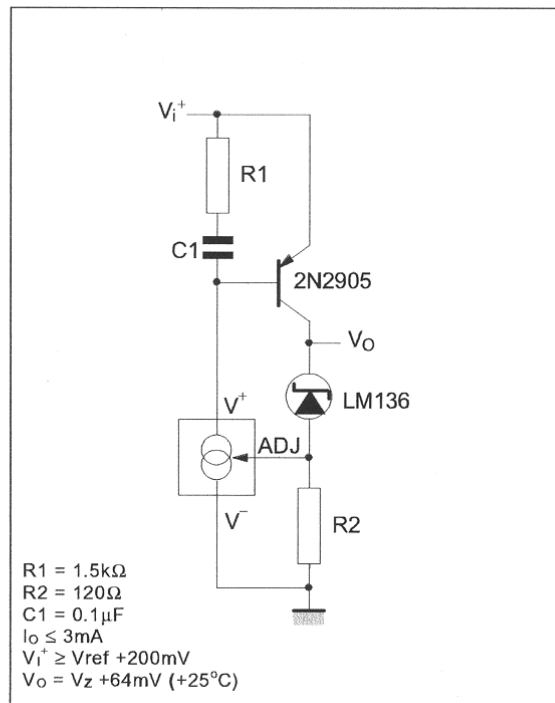 Vi+
R1
C1
2N2905
VO
LM136
V+
ADJ
V−
R2
R1 = 1.5kΩ
R2 = 120Ω
C1 = 0.1µF
IO ≤ 3mA
VI+ ≥ Vref +200mV
VO = VZ +64mV (+25°C)